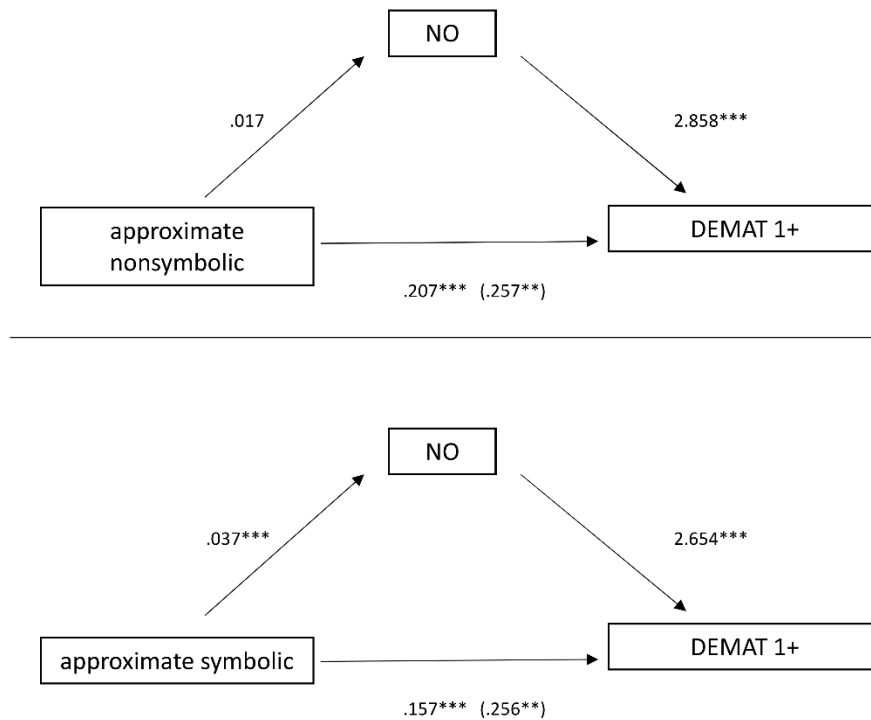 NO
.017
2.858***
approximate
nonsymbolic
DEMAT 1+
.207*** (.257**)
NO
.037***
2.654***
approximate symbolic
DEMAT 1+
.157*** (.256**)